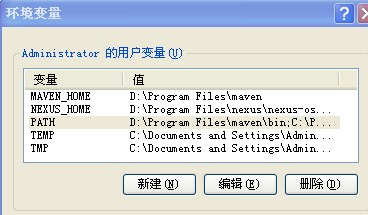 环境变量
Administrator 的用户变量(U)
变量 值
MAVEN_HOME D:\Program Files\maven
NEXUS_HOME D:\Program Files\nexus\nexus-os...
PATH D:\Program Files\maven\bin;C:\P...
TEMP C:\Documents and Settings\Admin...
TMP C:\Documents and Settings\Admin...
新建(N) 编辑(E) 删除(D)